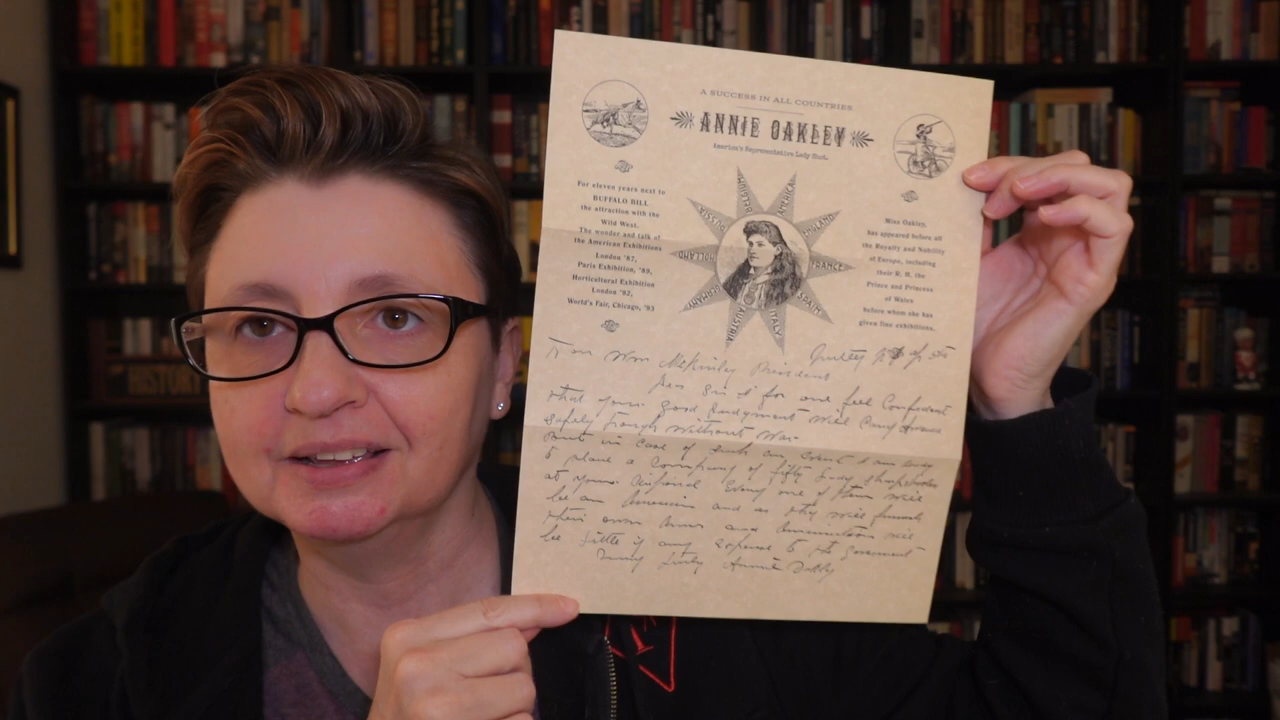 A SUCCESS IN ALL COUNTRIES.
ANNIE OAKLEY
America's Representative Lady Shot.
For eleven years next to
BUFFALO BILL
the attraction with the
Wild West.
The wonder and talk of
the American Exhibitions
London '87,
Paris Exhibition, '89,
Horticultural Exhibition
London '92,
World's Fair, Chicago, '93
AMERICA
ENGLAND
FRANCE
SPAIN
ITALY
AUSTRIA
GERMANY
HOLLAND
Miss Oakley,
has appeared before all
the Royalty and Nobility
of Europe, including
their R. H. the
Prince and Princess
of Wales
before whom she has
given five exhibitions.
Hon Wm McKinley President
Dear Sir I for one feel Confident
that your good judgment will carry America
safely through without war
But in case of such an event I am ready
to place a Company of fifty lady sharpshooters
at your disposal Every one of them will
be an American and as they will furnish
their own Arms and Ammunition will
be little if any expense to the government
Very truly Annie Oakley
HISTORY